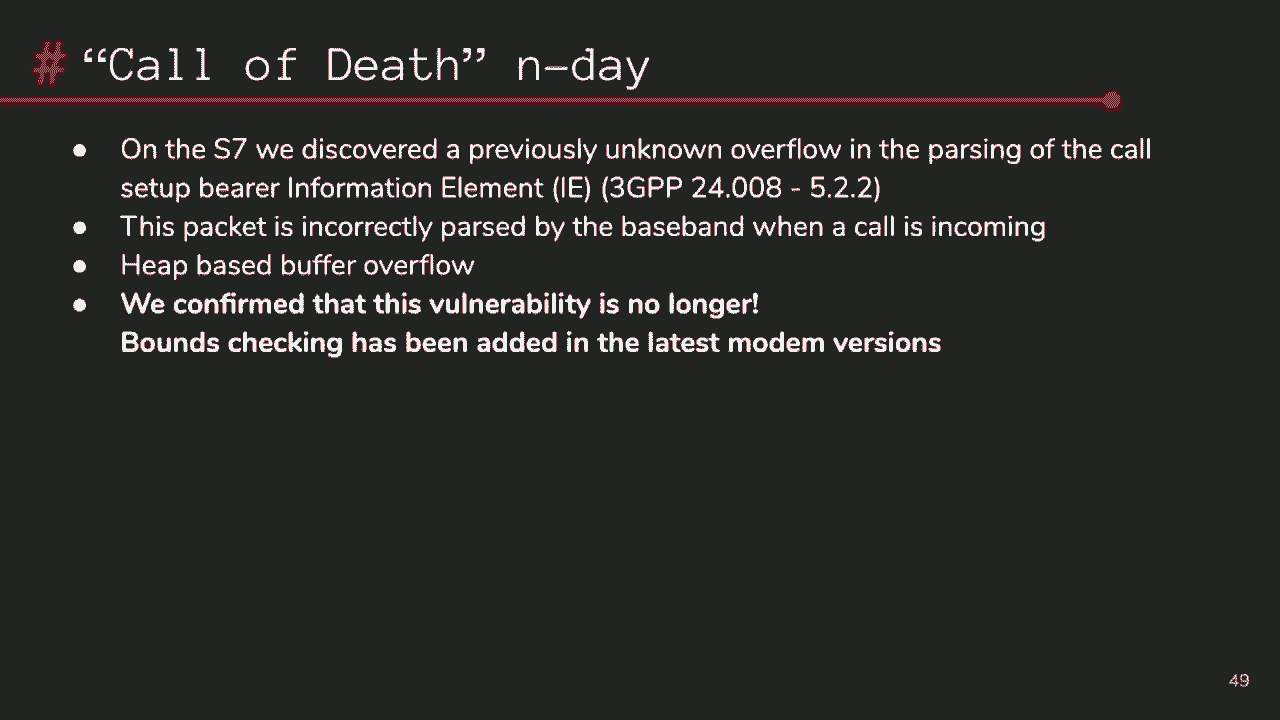 # “Call of Death” n-day
● On the S7 we discovered a previously unknown overflow in the parsing of the call
setup bearer Information Element (IE) (3GPP 24.008 - 5.2.2)
● This packet is incorrectly parsed by the baseband when a call is incoming
● Heap based buffer overflow
● We confirmed that this vulnerability is no longer!
Bounds checking has been added in the latest modem versions
49